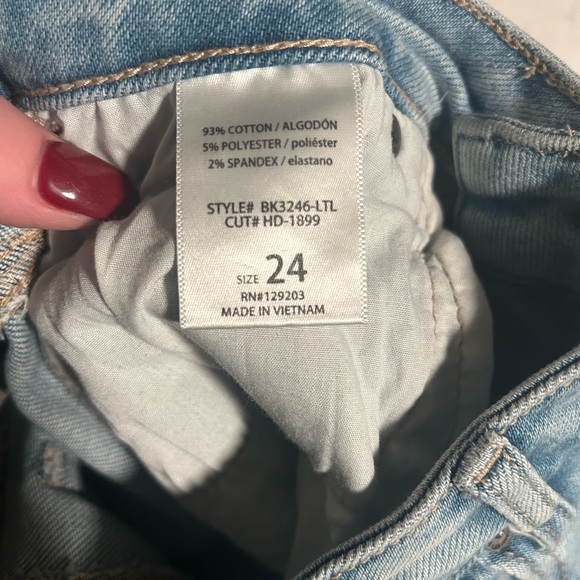 93% COTTON / ALGODÓN
5% POLYESTER / poliéster
2% SPANDEX / elastano
STYLE# BK3246-LTL
CUT# HD-1899
SIZE 24
RN#129203
MADE IN VIETNAM